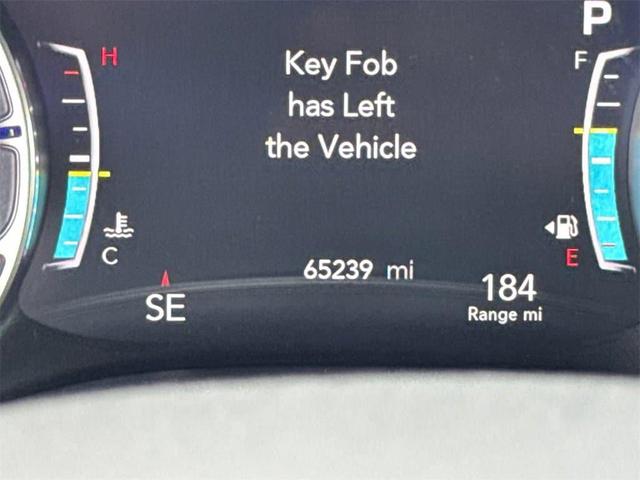 P
H
F
Key Fob
has Left
the Vehicle
C
E
65239 mi
184
SE
Range mi